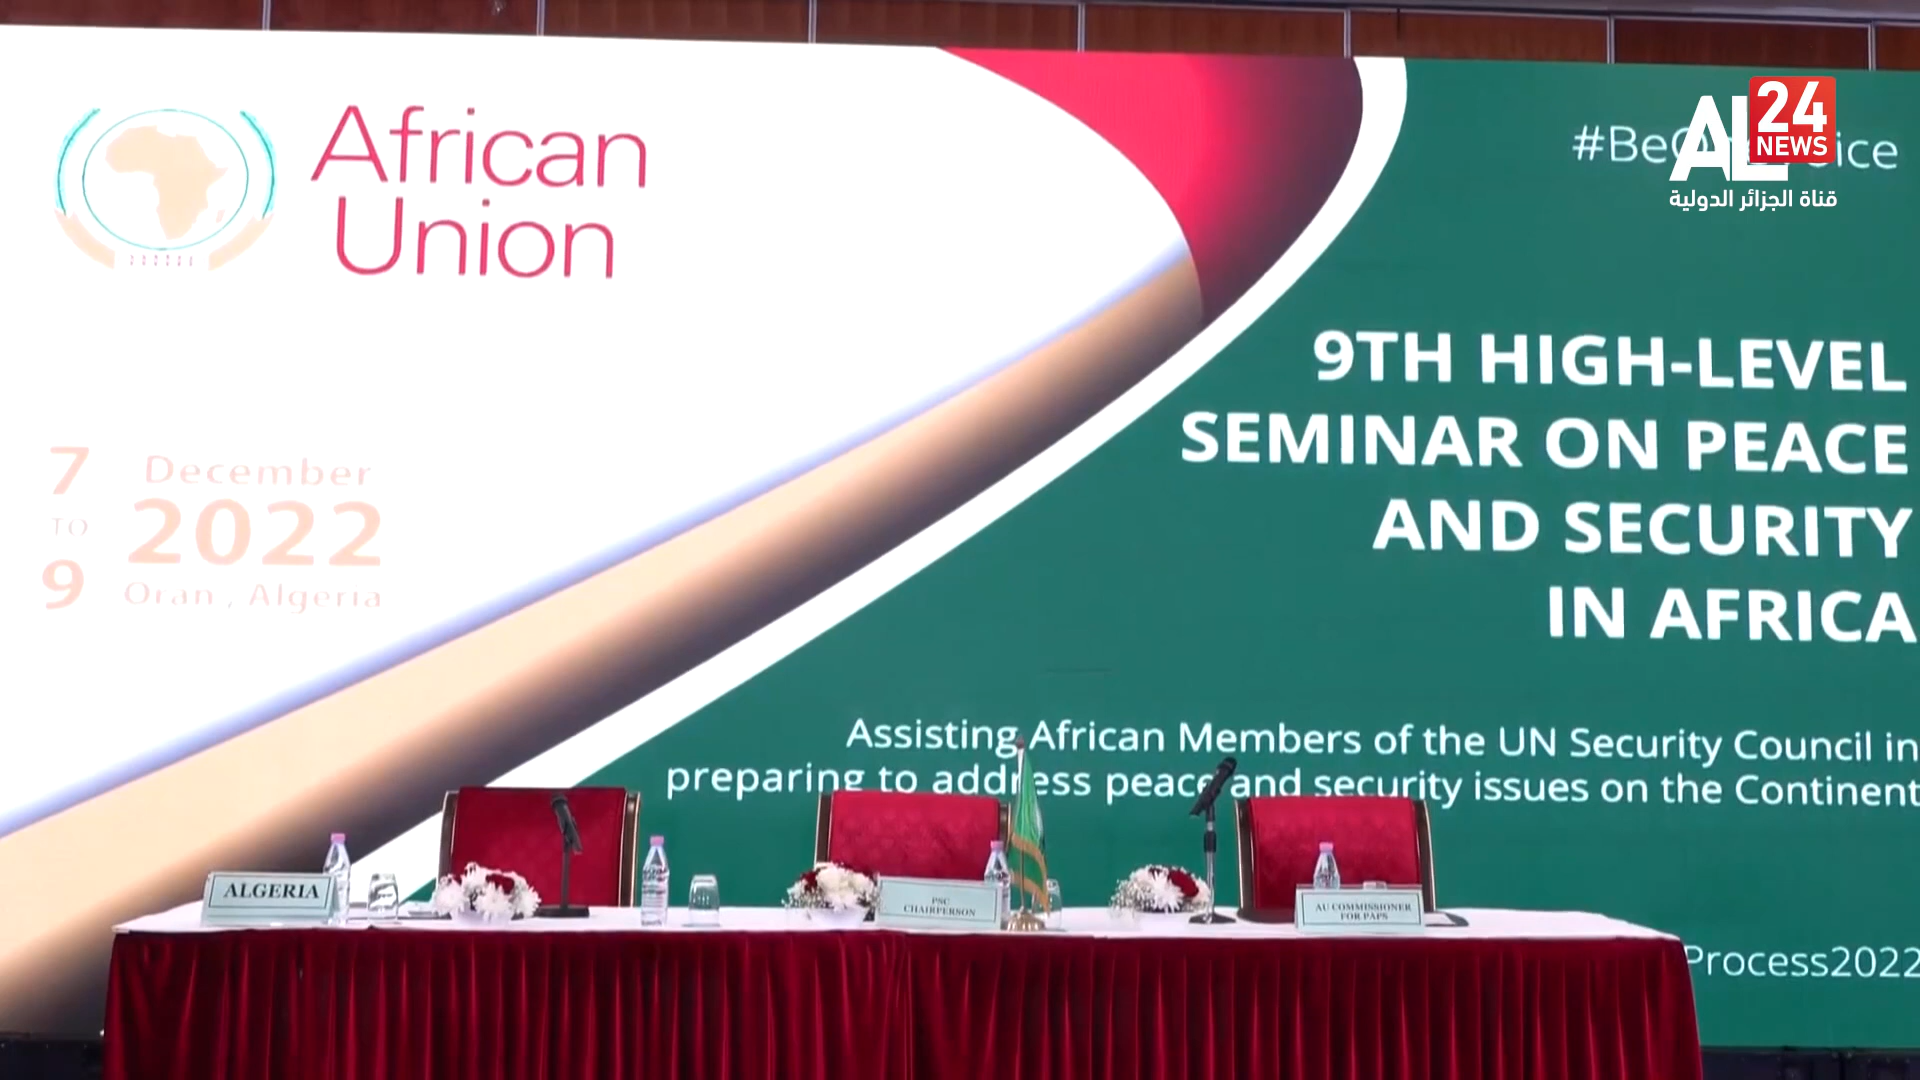 African
Union
7
TO
9
December
2022
Oran , Algeria
AL
24
NEWS
قناة الجزائر الدولية
9TH HIGH-LEVEL
SEMINAR ON PEACE
AND SECURITY
IN AFRICA
Assisting African Members of the UN Security Council in
preparing to address peace and security issues on the Continent
Process2022
ALGERIA
PSC
CHAIRPERSON
AU COMMISSIONER
FOR PAPS